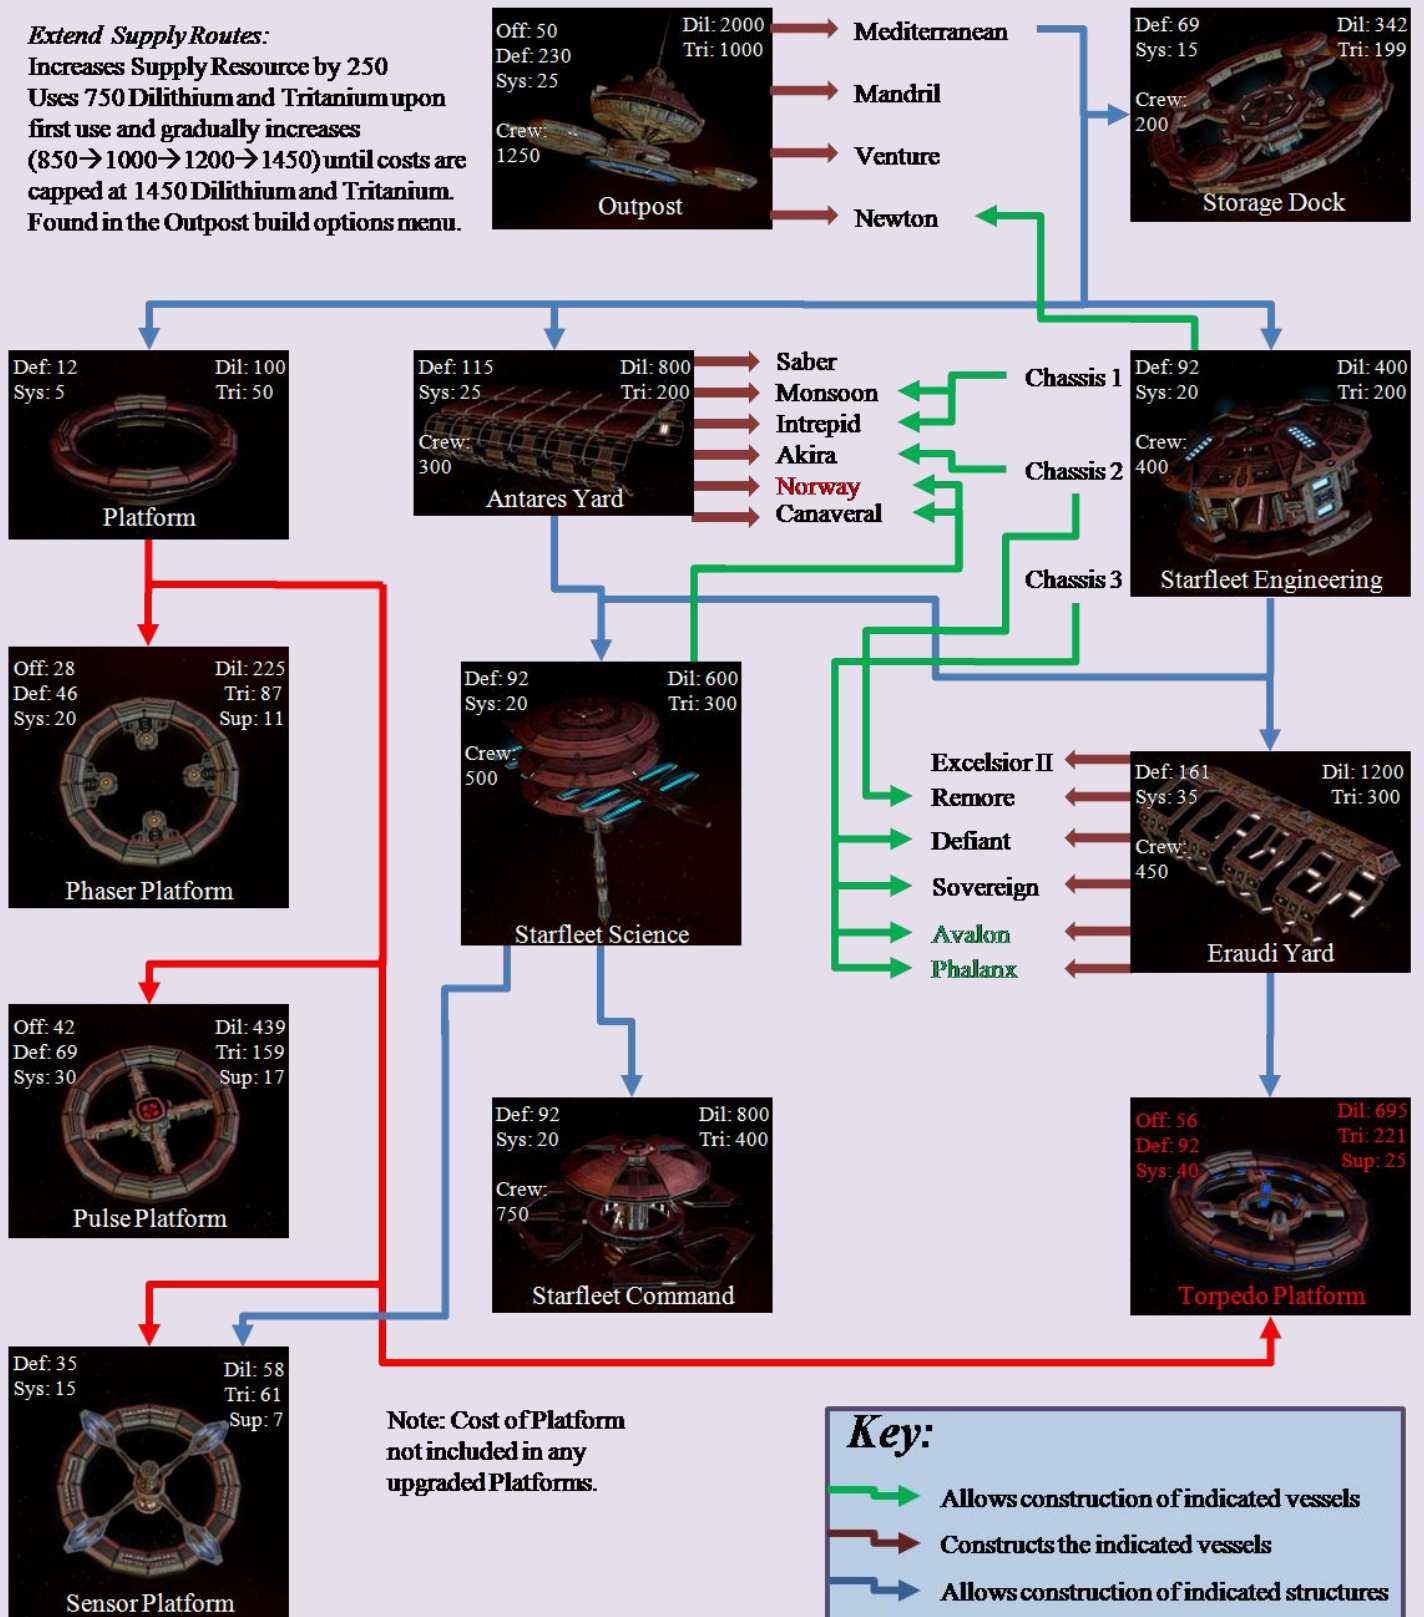 Extend Supply Routes:
Increases Supply Resource by 250
Uses 750 Dilithium and Tritanium upon
first use and gradually increases
(850→1000→1200→1450) until costs are
capped at 1450 Dilithium and Tritanium.
Found in the Outpost build options menu.
Off: 50
Def: 230
Sys: 25
Crew:
1250
Dil: 2000
Tri: 1000
Outpost
Mediterranean
Mandril
Venture
Newton
Def: 69
Sys: 15
Crew:
200
Dil: 342
Tri: 199
Storage Dock
Def: 12
Sys: 5
Dil: 100
Tri: 50
Platform
Def: 115
Sys: 25
Crew:
300
Dil: 800
Tri: 200
Antares Yard
Saber
Monsoon
Intrepid
Akira
Norway
Canaveral
Chassis 1
Chassis 2
Chassis 3
Def: 92
Sys: 20
Crew:
400
Dil: 400
Tri: 200
Starfleet Engineering
Off: 28
Def: 46
Sys: 20
Dil: 225
Tri: 87
Sup: 11
Phaser Platform
Def: 92
Sys: 20
Crew:
500
Dil: 600
Tri: 300
Starfleet Science
Excelsior II
Remore
Defiant
Sovereign
Avalon
Phalanx
Def: 161
Sys: 35
Crew:
450
Dil: 1200
Tri: 300
Eraudi Yard
Off: 42
Def: 69
Sys: 30
Dil: 439
Tri: 159
Sup: 17
Pulse Platform
Def: 92
Sys: 20
Crew:
750
Dil: 800
Tri: 400
Starfleet Command
Off: 56
Def: 92
Sys: 40
Dil: 695
Tri: 221
Sup: 25
Torpedo Platform
Def: 35
Sys: 15
Dil: 58
Tri: 61
Sup: 7
Sensor Platform
Note: Cost of Platform
not included in any
upgraded Platforms.
Key:
Allows construction of indicated vessels
Constructs the indicated vessels
Allows construction of indicated structures